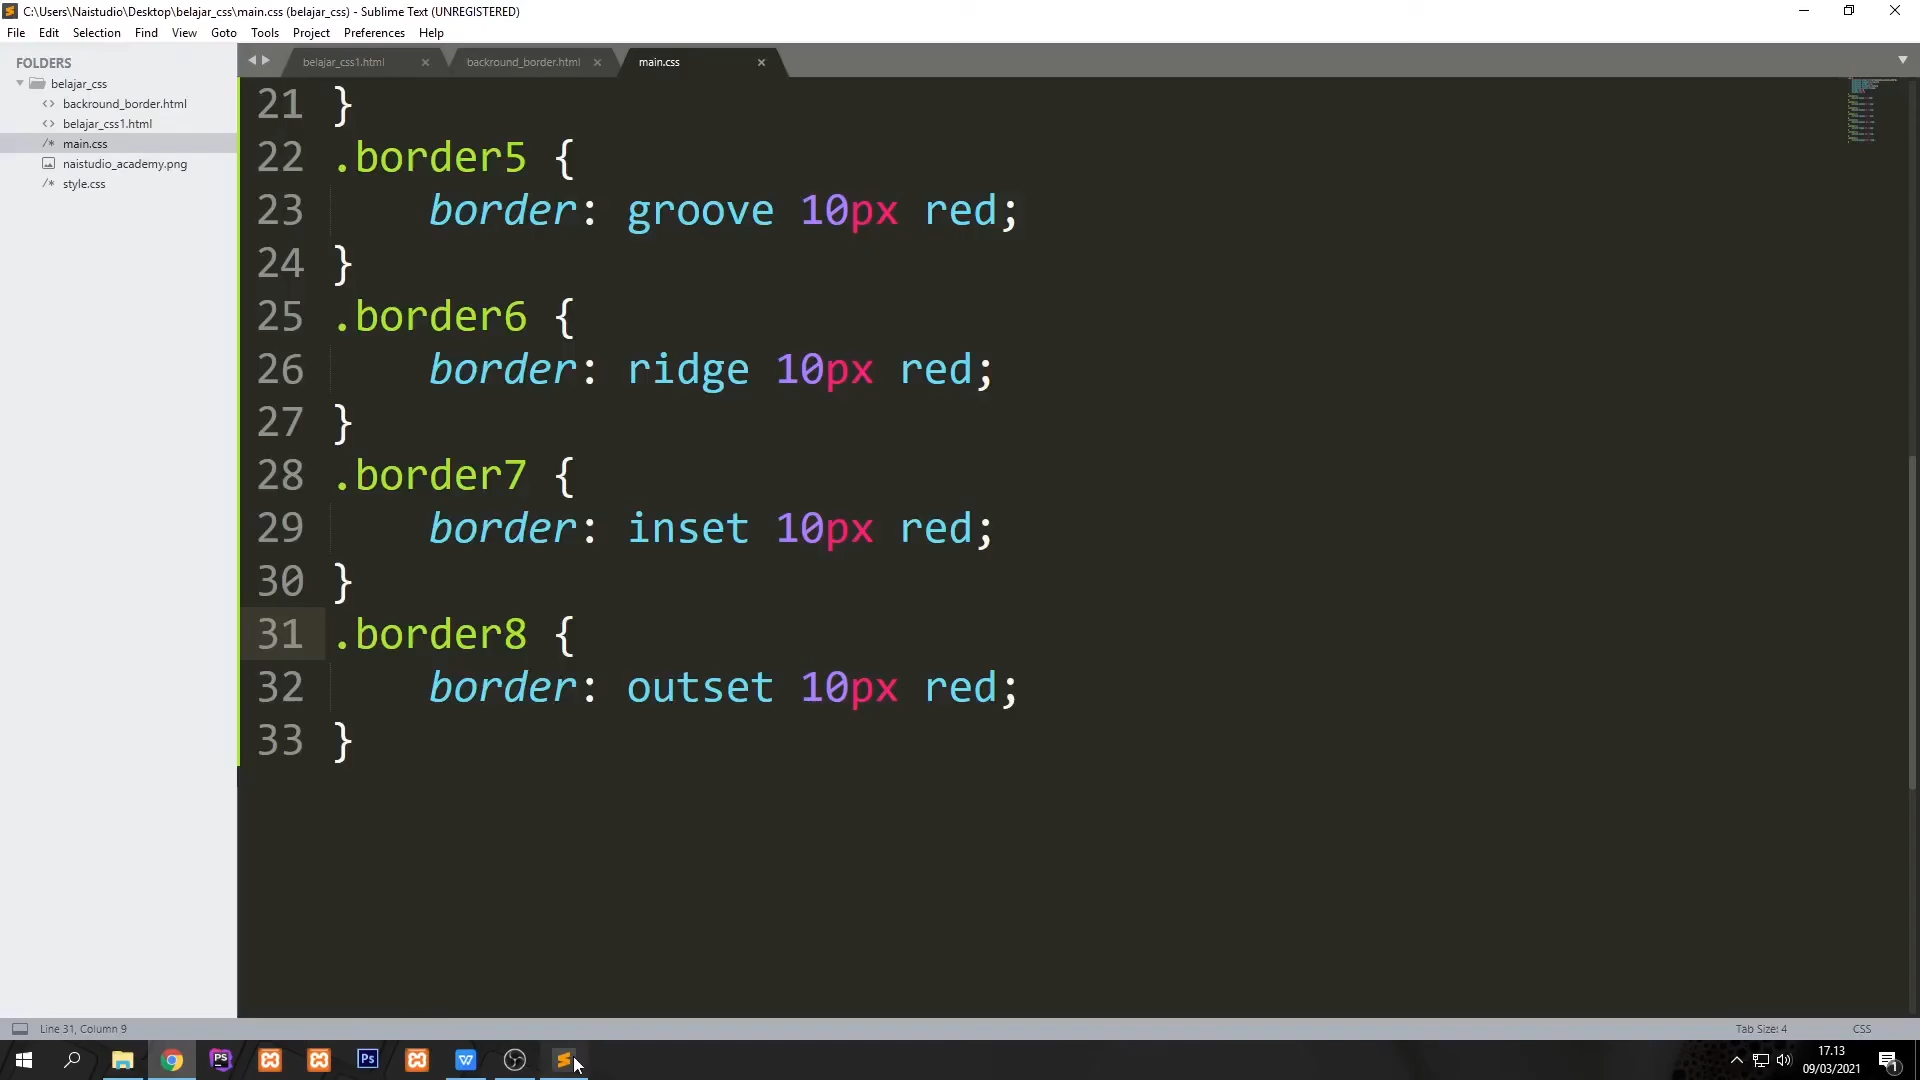 C:\Users\Naistudio\Desktop\belajar_css\main.css (belajar_css) - Sublime Text (UNREGISTERED)
File Edit Selection Find View Goto Tools Project Preferences Help
FOLDERS
belajar_css
backround_border.html
belajar_css1.html
main.css
naistudio_academy.png
style.css
belajar_css1.html
backround_border.html
main.css
21 }
22 .border5 {
23 border: groove 10px red;
24 }
25 .border6 {
26 border: ridge 10px red;
27 }
28 .border7 {
29 border: inset 10px red;
30 }
31 .border8 {
32 border: outset 10px red;
33 }
Line 31, Column 9
Tab Size: 4
CSS
PS
Ps
17.13
09/03/2021
1